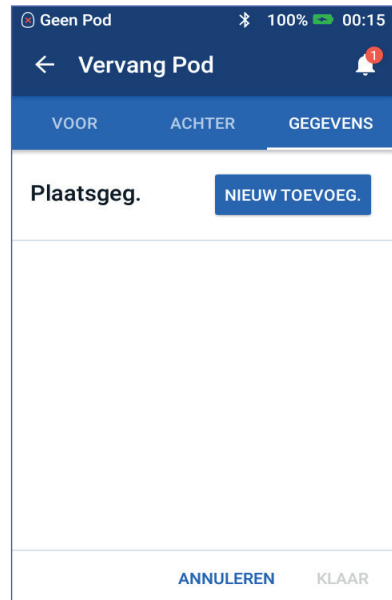 Geen Pod 100% 00:15
Vervang Pod 1
VOOR ACHTER GEGEVENS
Plaatsgeg. NIEUW TOEVOEG.
ANNULEREN KLAAR